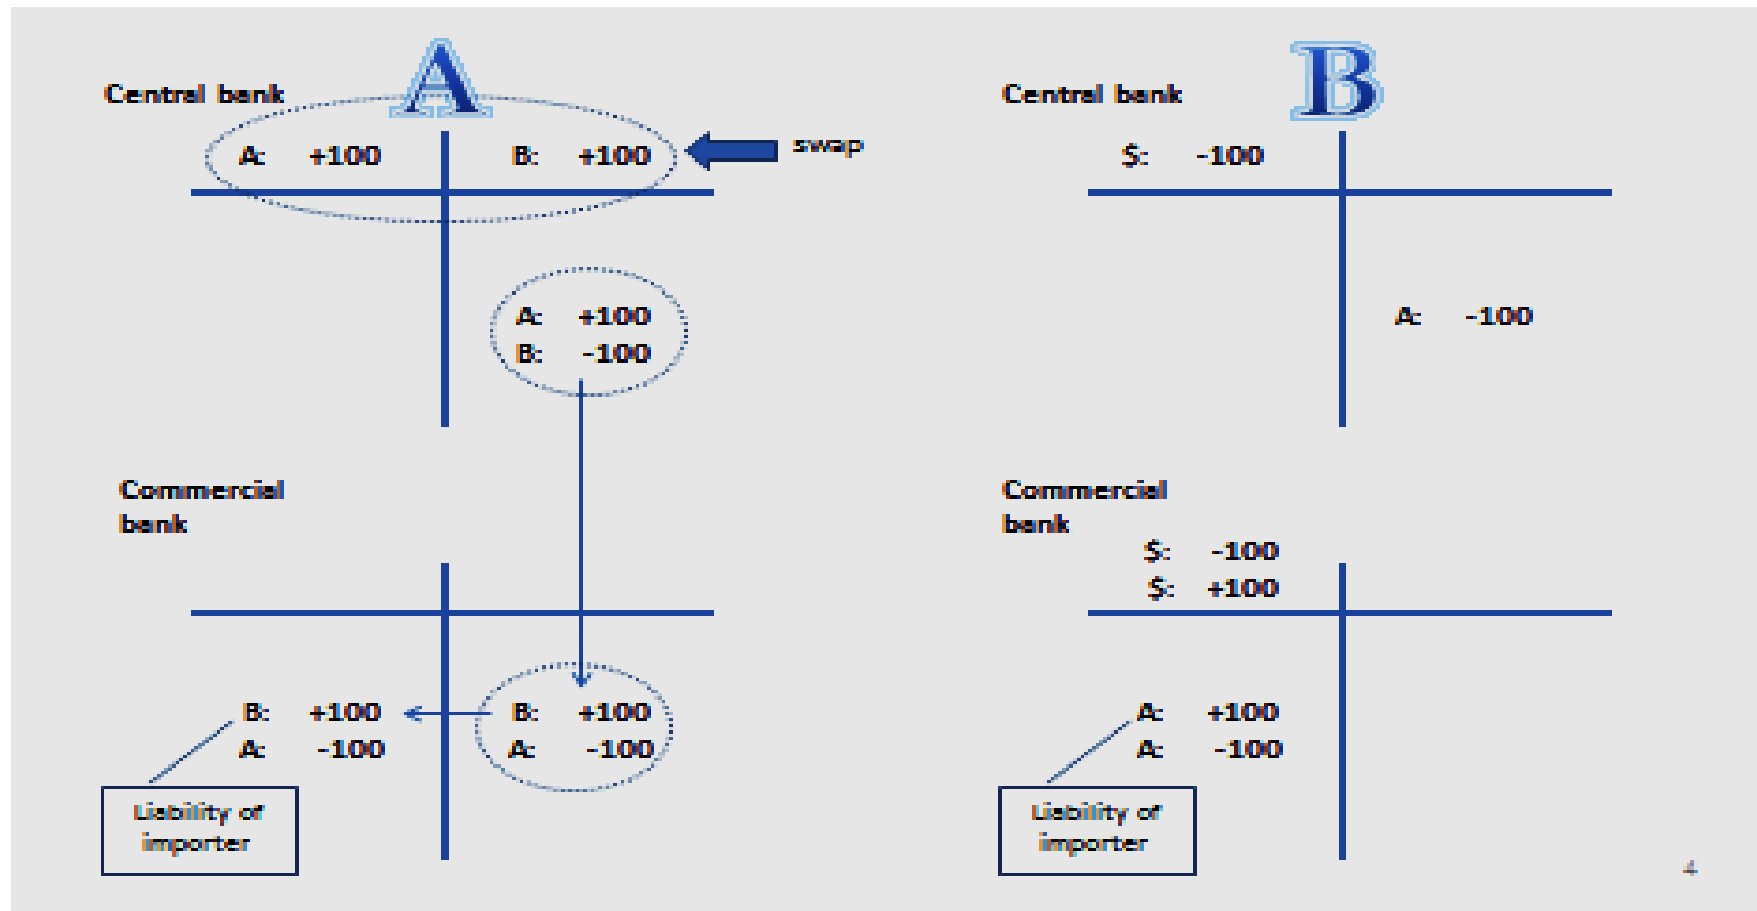 A
Central bank
A: +100 B: +100
swap
A: +100
B: -100
Commercial
bank
B: +100 B: +100
A: -100 A: -100
Liability of
importer
B
Central bank
$: -100
A: -100
Commercial
bank
$: -100
$: +100
A: +100
A: -100
Liability of
importer
4